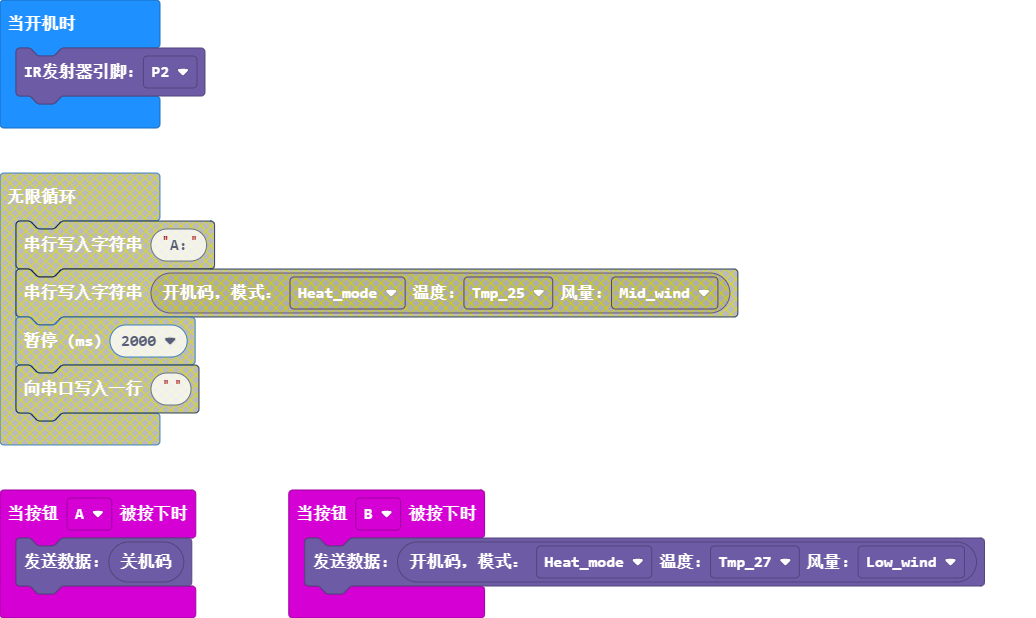 当开机时
IR发射器引脚: P2
无限循环
串行写入字符串 "A:"
串行写入字符串 开机码, 模式: Heat_mode 温度: Tmp_25 风量: Mid_wind
暂停 (ms) 2000
向串口写入一行 " "
当按钮 A 被按下时
发送数据: 关机码
当按钮 B 被按下时
发送数据: 开机码, 模式: Heat_mode 温度: Tmp_27 风量: Low_wind